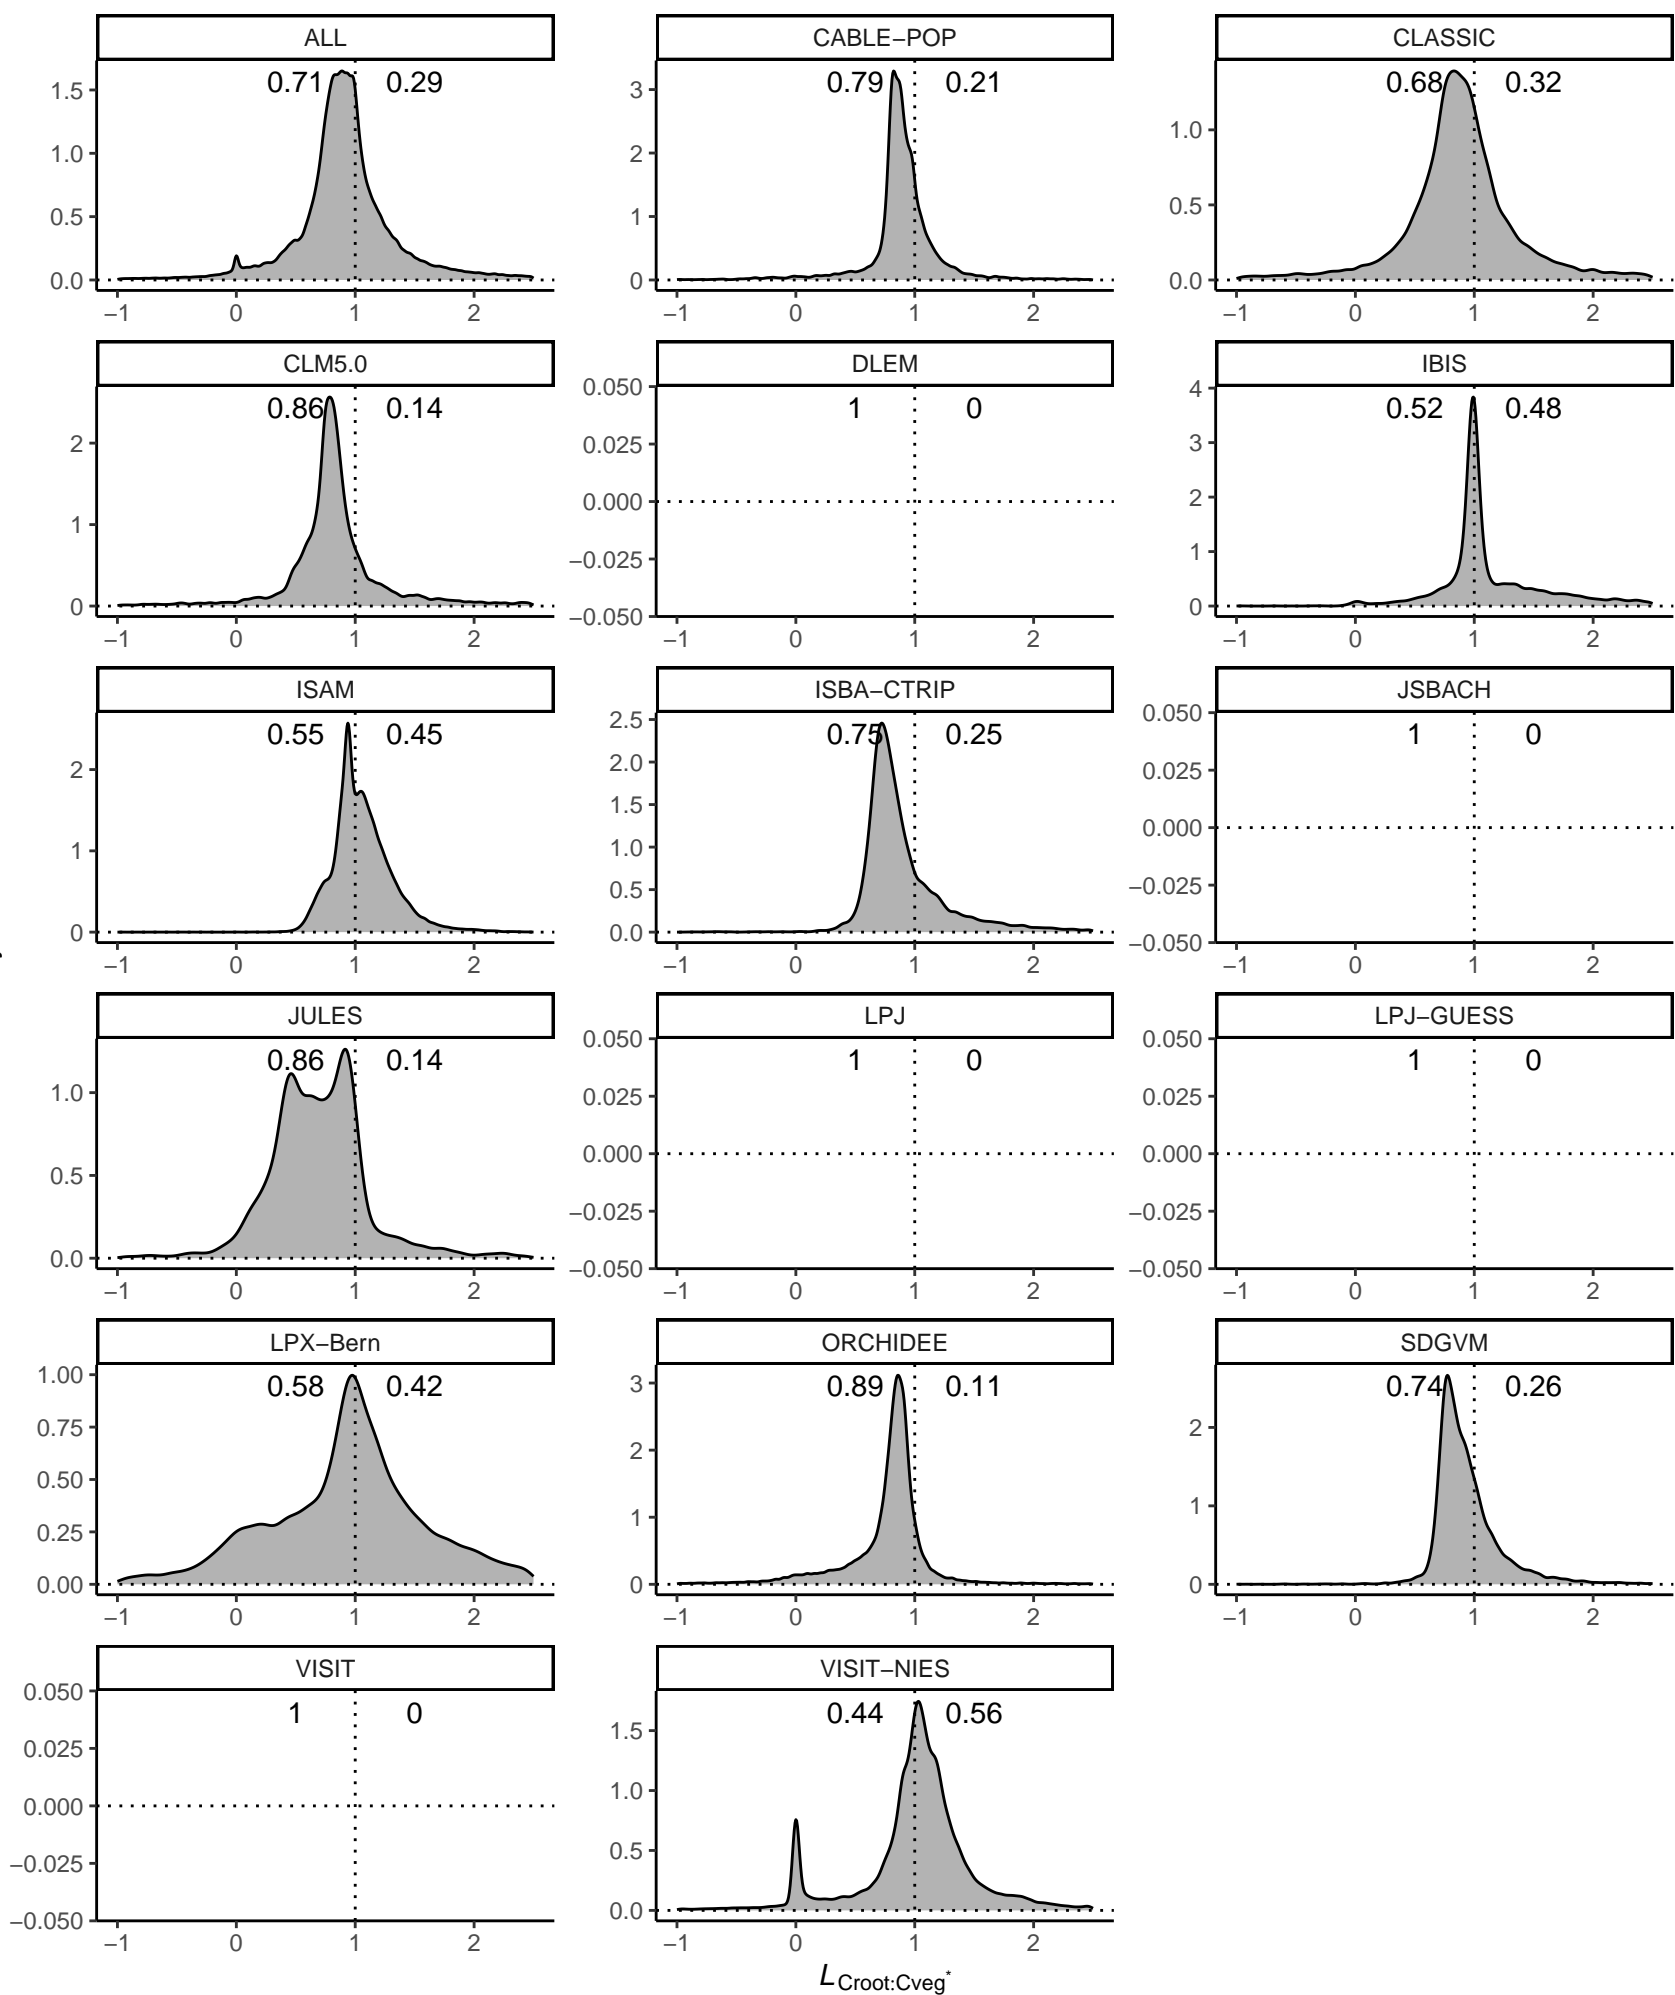 ALL
CABLE−POP
CLASSIC
0.71 0.29
0.79 0.21
0.68 0.32
1.5
1.0
0.5
0.0
3
2
1
0
1.0
0.5
0.0
−1 0 1 2
−1 0 1 2
−1 0 1 2
CLM5.0
DLEM
IBIS
0.86 0.14
1 0
0.52 0.48
2
1
0
0.050
0.025
0.000
−0.025
−0.050
4
3
2
1
0
−1 0 1 2
−1 0 1 2
−1 0 1 2
ISAM
ISBA−CTRIP
JSBACH
0.55 0.45
0.75 0.25
1 0
2
1
0
2.5
2.0
1.5
1.0
0.5
0.0
0.050
0.025
0.000
−0.025
−0.050
−1 0 1 2
−1 0 1 2
−1 0 1 2
JULES
LPJ
LPJ−GUESS
0.86 0.14
1 0
1 0
1.0
0.5
0.0
0.050
0.025
0.000
−0.025
−0.050
0.050
0.025
0.000
−0.025
−0.050
−1 0 1 2
−1 0 1 2
−1 0 1 2
LPX−Bern
ORCHIDEE
SDGVM
0.58 0.42
0.89 0.11
0.74 0.26
1.00
0.75
0.50
0.25
0.00
3
2
1
0
2
1
0
−1 0 1 2
−1 0 1 2
−1 0 1 2
VISIT
VISIT−NIES
1 0
0.44 0.56
0.050
0.025
0.000
−0.025
−0.050
1.5
1.0
0.5
0.0
−1 0 1 2
−1 0 1 2
L Croot:Cveg*